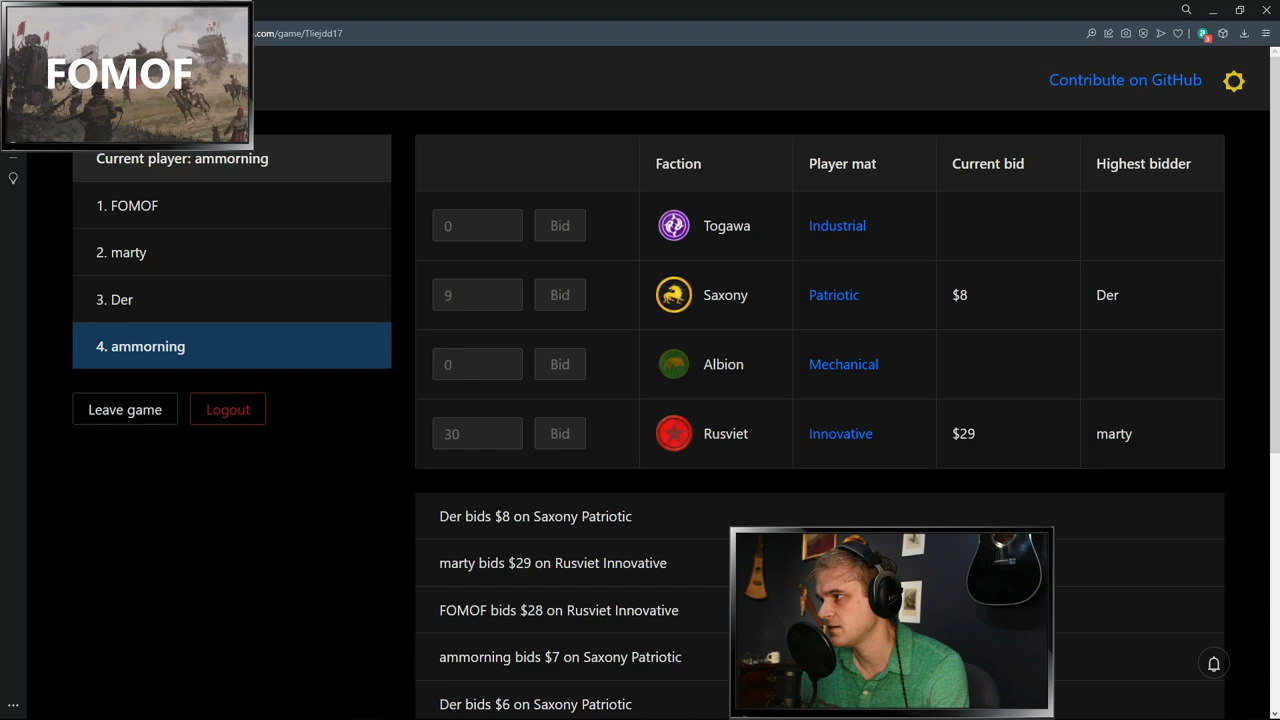 FOMOF
.com/game/Tliejdd17
3
Contribute on GitHub
Current player: ammorning
1. FOMOF
2. marty
3. Der
4. ammorning
Leave game
Logout
Faction
Player mat
Current bid
Highest bidder
0
Bid
Togawa
Industrial
9
Bid
Saxony
Patriotic
$8
Der
0
Bid
Albion
Mechanical
30
Bid
Rusviet
Innovative
$29
marty
Der bids $8 on Saxony Patriotic
marty bids $29 on Rusviet Innovative
FOMOF bids $28 on Rusviet Innovative
ammorning bids $7 on Saxony Patriotic
Der bids $6 on Saxony Patriotic